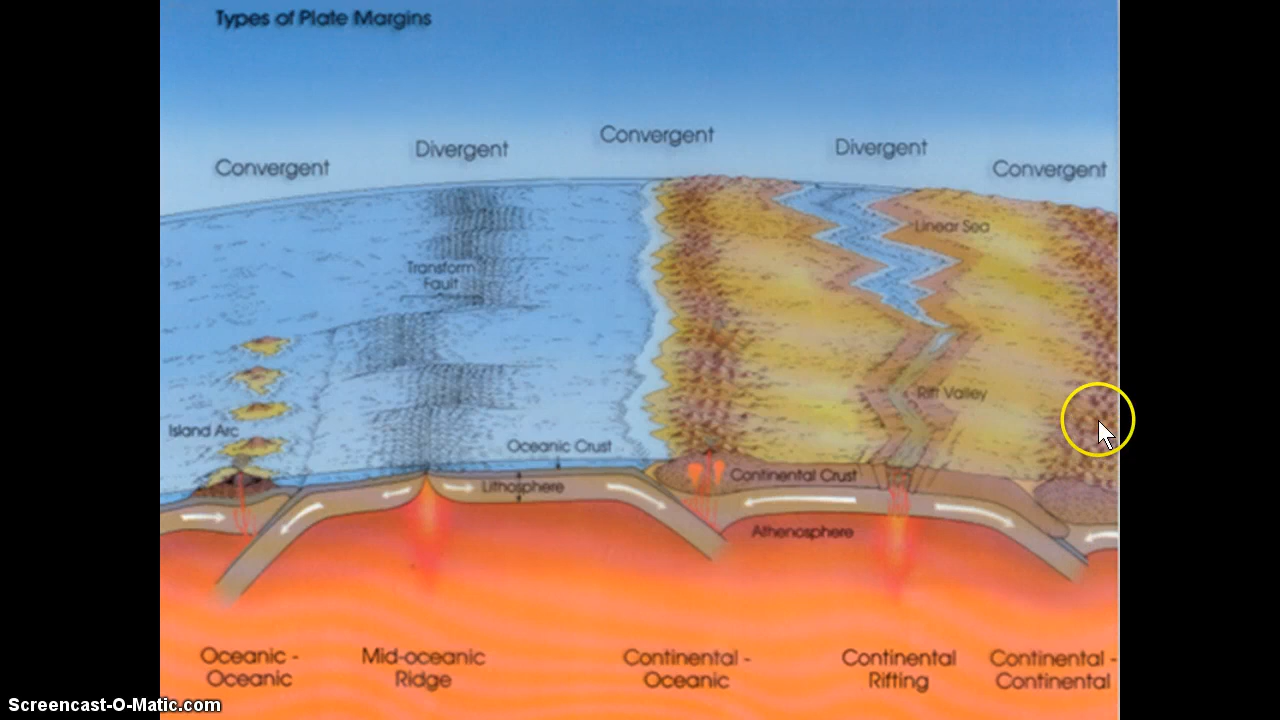 Types of Plate Margins
Convergent
Divergent
Convergent
Divergent
Convergent
Linear Sea
Transform
Fault
Rift Valley
Island Arc
Oceanic Crust
Lithosphere
Continental Crust
Athenosphere
Oceanic -
Oceanic
Mid-oceanic
Ridge
Continental -
Oceanic
Continental
Rifting
Continental -
Continental
Screencast-O-Matic.com